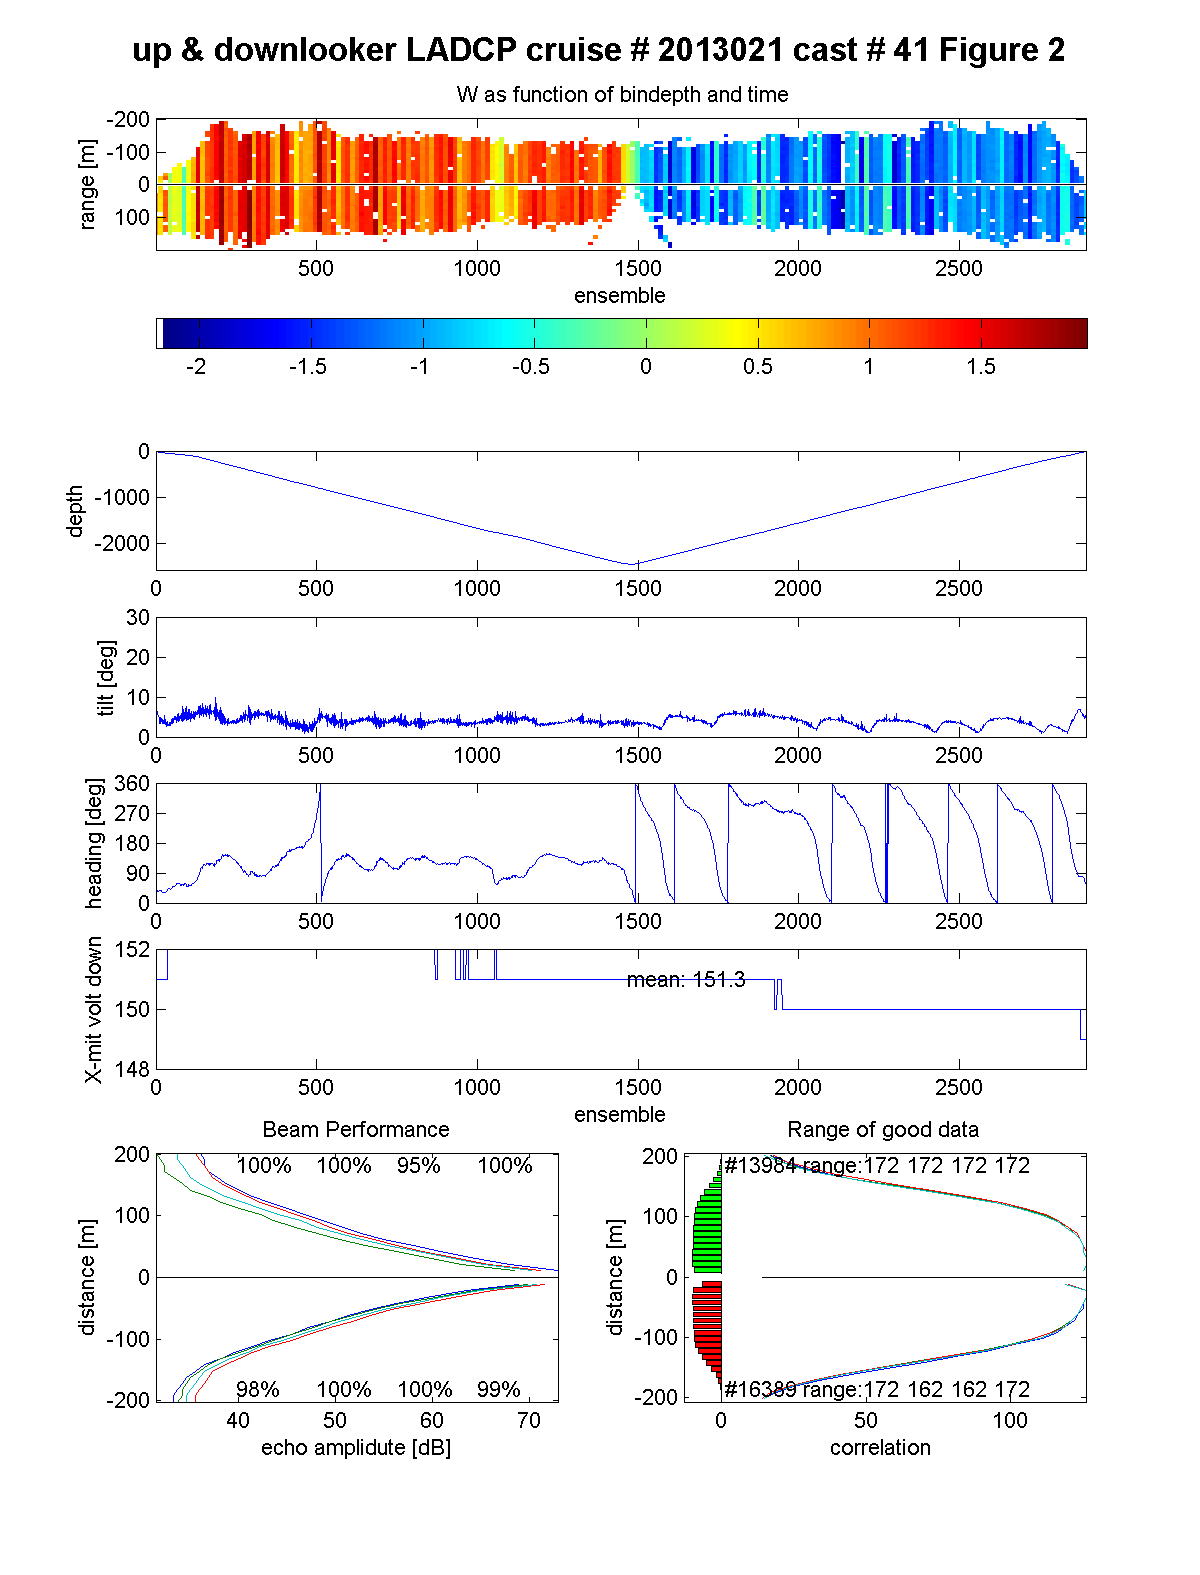 up & downlooker LADCP cruise # 2013021 cast # 41 Figure 2
W as function of bindepth and time
-200
-100
0
100
range [m]
500 1000 1500 2000 2500
ensemble
-2 -1.5 -1 -0.5 0 0.5 1 1.5
0
-1000
-2000
depth
0 500 1000 1500 2000 2500
30
20
10
0
tilt [deg]
0 500 1000 1500 2000 2500
360
270
180
90
0
heading [deg]
0 500 1000 1500 2000 2500
152
150
148
X-mit volt down
mean: 151.3
0 500 1000 1500 2000 2500
ensemble
Beam Performance
200
100
0
-100
-200
distance [m]
100% 100% 95% 100%
98% 100% 100% 99%
40 50 60 70
echo amplidute [dB]
Range of good data
200
100
0
-100
-200
distance [m]
#13984 range:172 172 172 172
#16389 range:172 162 162 172
0 50 100
correlation